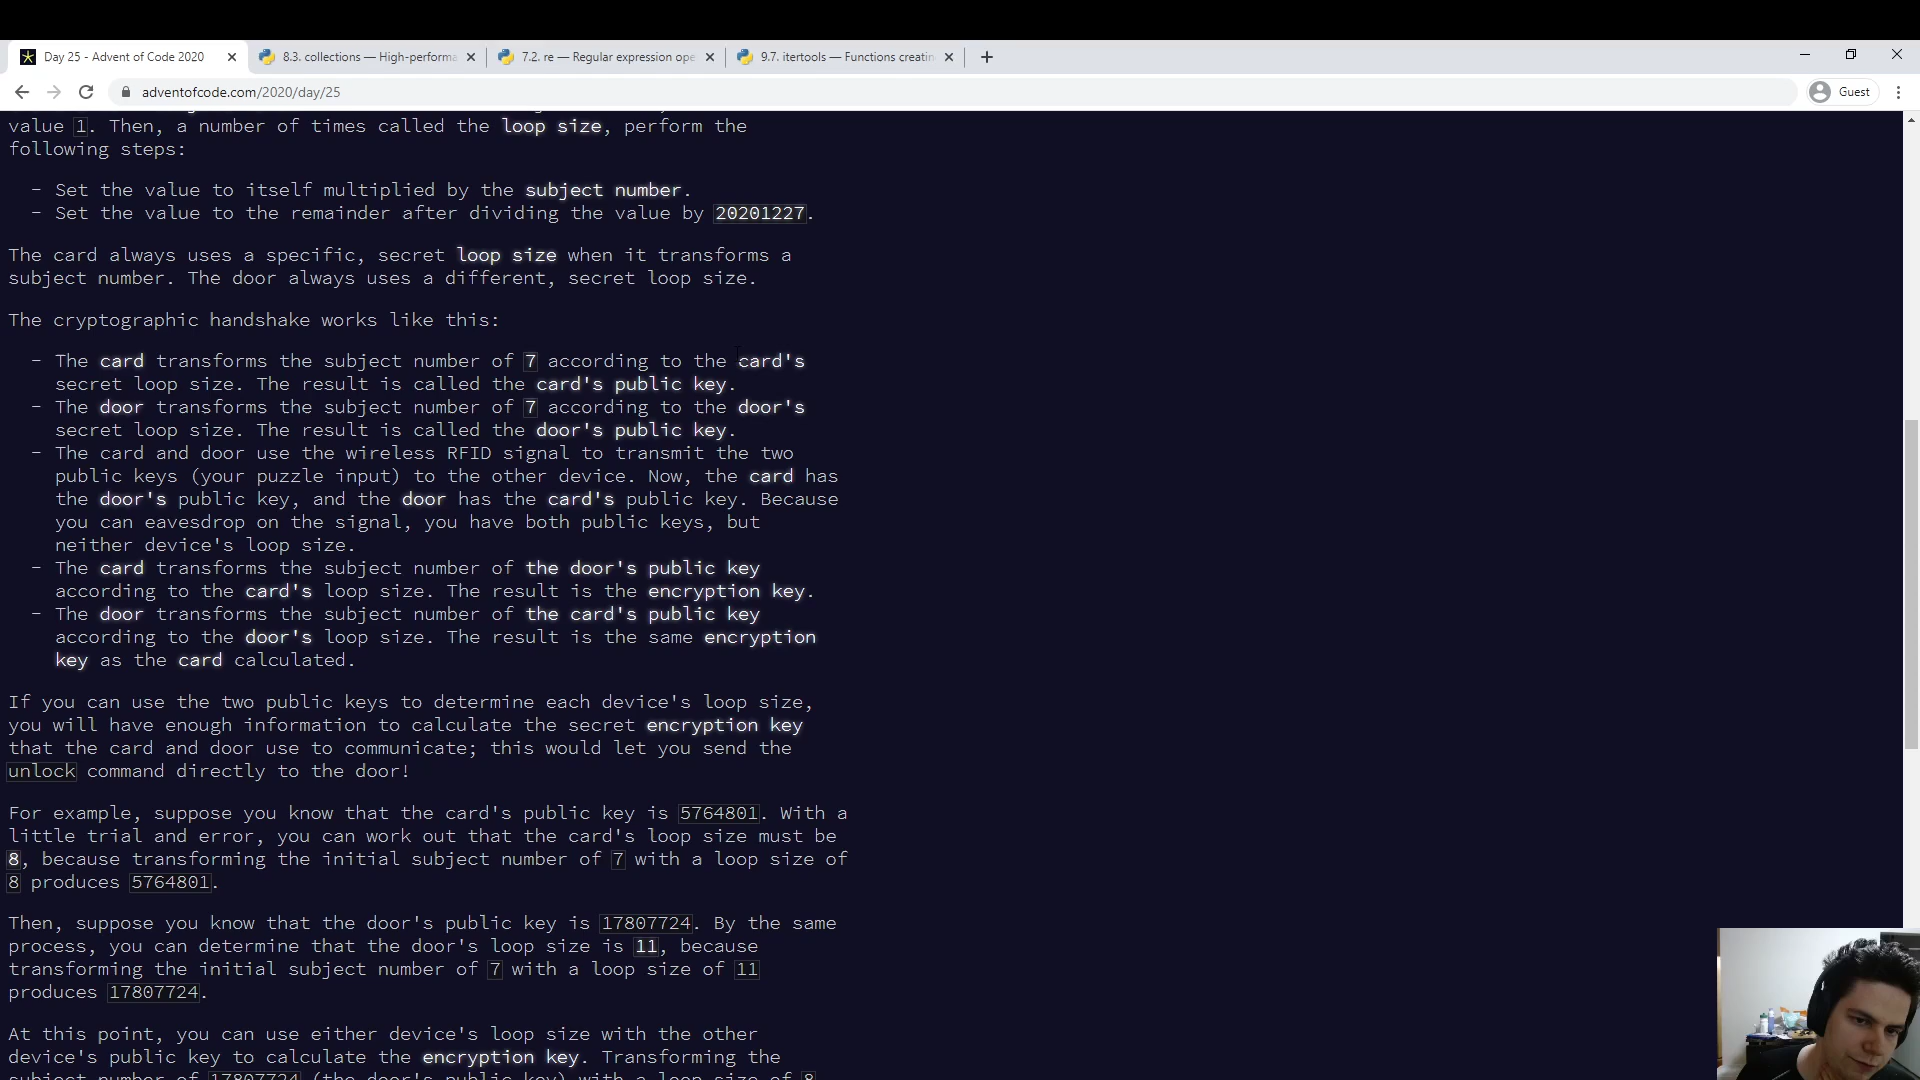 Day 25 - Advent of Code 2020
8.3. collections — High-performa
7.2. re — Regular expression ope
9.7. itertools — Functions creatin
adventofcode.com/2020/day/25
Guest
value 1. Then, a number of times called the loop size, perform the
following steps:
- Set the value to itself multiplied by the subject number.
- Set the value to the remainder after dividing the value by 20201227.
The card always uses a specific, secret loop size when it transforms a
subject number. The door always uses a different, secret loop size.
The cryptographic handshake works like this:
- The card transforms the subject number of 7 according to the card's
secret loop size. The result is called the card's public key.
- The door transforms the subject number of 7 according to the door's
secret loop size. The result is called the door's public key.
- The card and door use the wireless RFID signal to transmit the two
public keys (your puzzle input) to the other device. Now, the card has
the door's public key, and the door has the card's public key. Because
you can eavesdrop on the signal, you have both public keys, but
neither device's loop size.
- The card transforms the subject number of the door's public key
according to the card's loop size. The result is the encryption key.
- The door transforms the subject number of the card's public key
according to the door's loop size. The result is the same encryption
key as the card calculated.
If you can use the two public keys to determine each device's loop size,
you will have enough information to calculate the secret encryption key
that the card and door use to communicate; this would let you send the
unlock command directly to the door!
For example, suppose you know that the card's public key is 5764801. With a
little trial and error, you can work out that the card's loop size must be
8, because transforming the initial subject number of 7 with a loop size of
8 produces 5764801.
Then, suppose you know that the door's public key is 17807724. By the same
process, you can determine that the door's loop size is 11, because
transforming the initial subject number of 7 with a loop size of 11
produces 17807724.
At this point, you can use either device's loop size with the other
device's public key to calculate the encryption key. Transforming the
subject number of 17807724 (the door's public key) with a loop size of 8